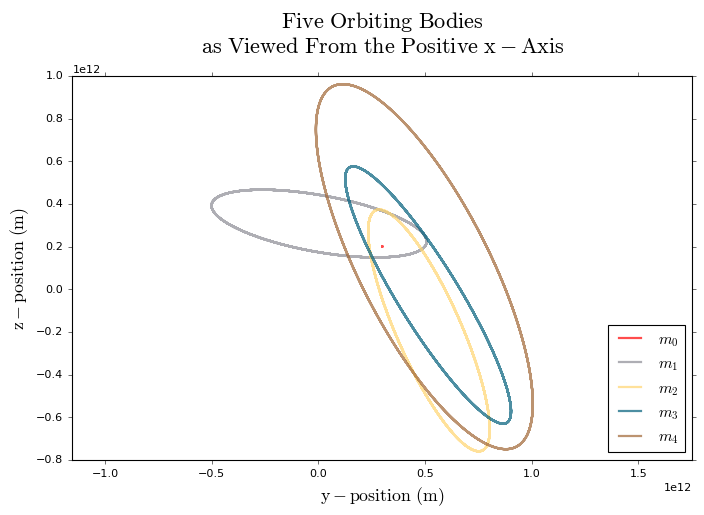 Five Orbiting Bodies
as Viewed From the Positive x − Axis
1e12
1.0
0.8
0.6
0.4
0.2
0.0
−0.2
−0.4
−0.6
−0.8
z − position (m)
−1.0 −0.5 0.0 0.5 1.0 1.5
1e12
y − position (m)
m₀
m₁
m₂
m₃
m₄